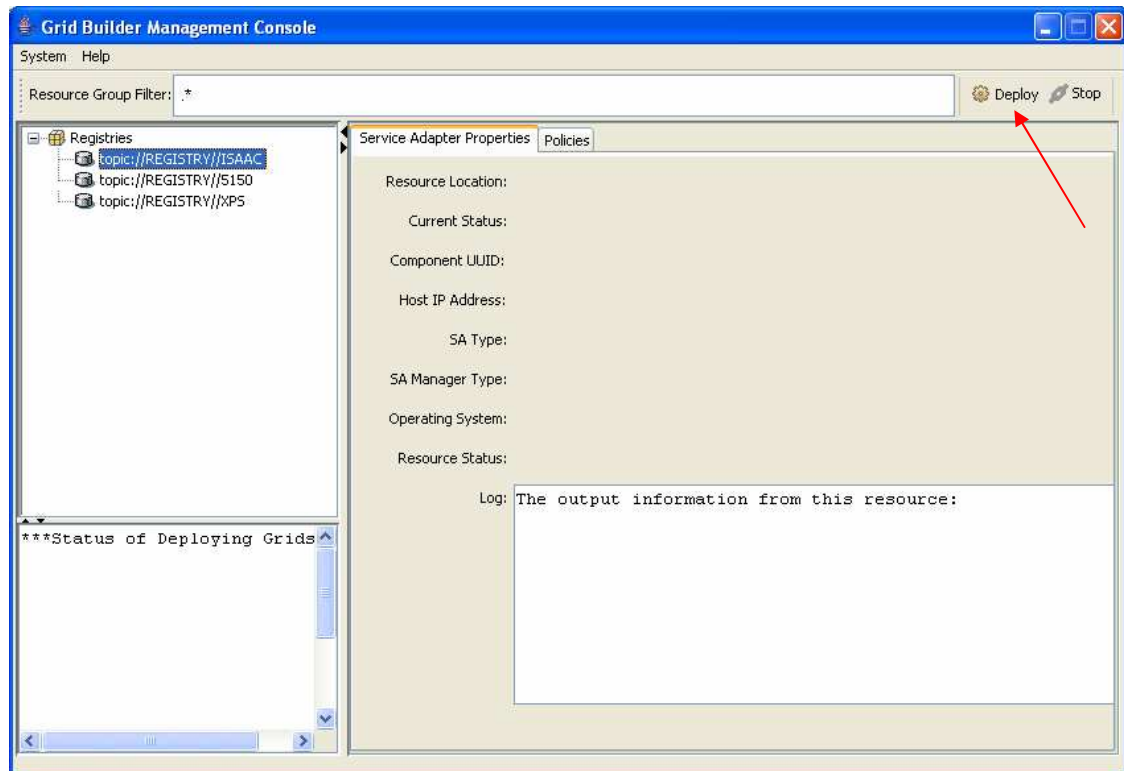 Grid Builder Management Console
System Help
Resource Group Filter: .*
Deploy Stop
Registries
topic://REGISTRY//ISAAC
topic://REGISTRY//5150
topic://REGISTRY//XPS
Service Adapter Properties Policies
Resource Location:
Current Status:
Component UUID:
Host IP Address:
SA Type:
SA Manager Type:
Operating System:
Resource Status:
Log: The output information from this resource:
***Status of Deploying Grids